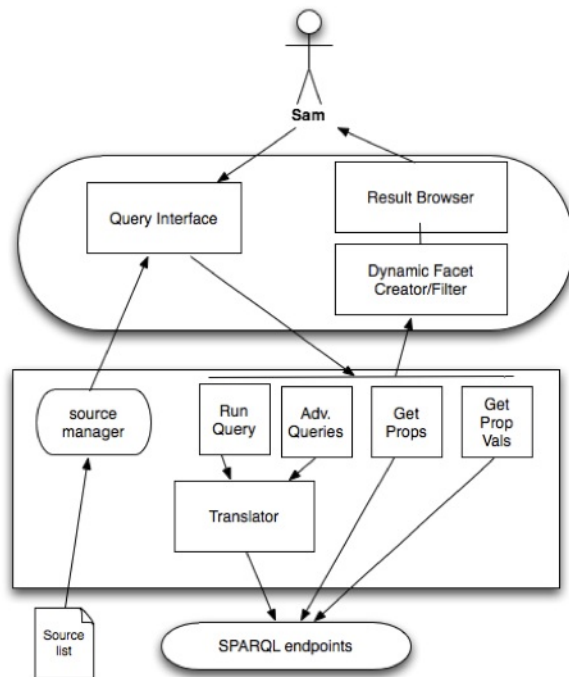 Sam
Query Interface
Result Browser
Dynamic Facet
Creator/Filter
source
manager
Run
Query
Adv.
Queries
Get
Props
Get
Prop
Vals
Translator
Source
list
SPARQL endpoints